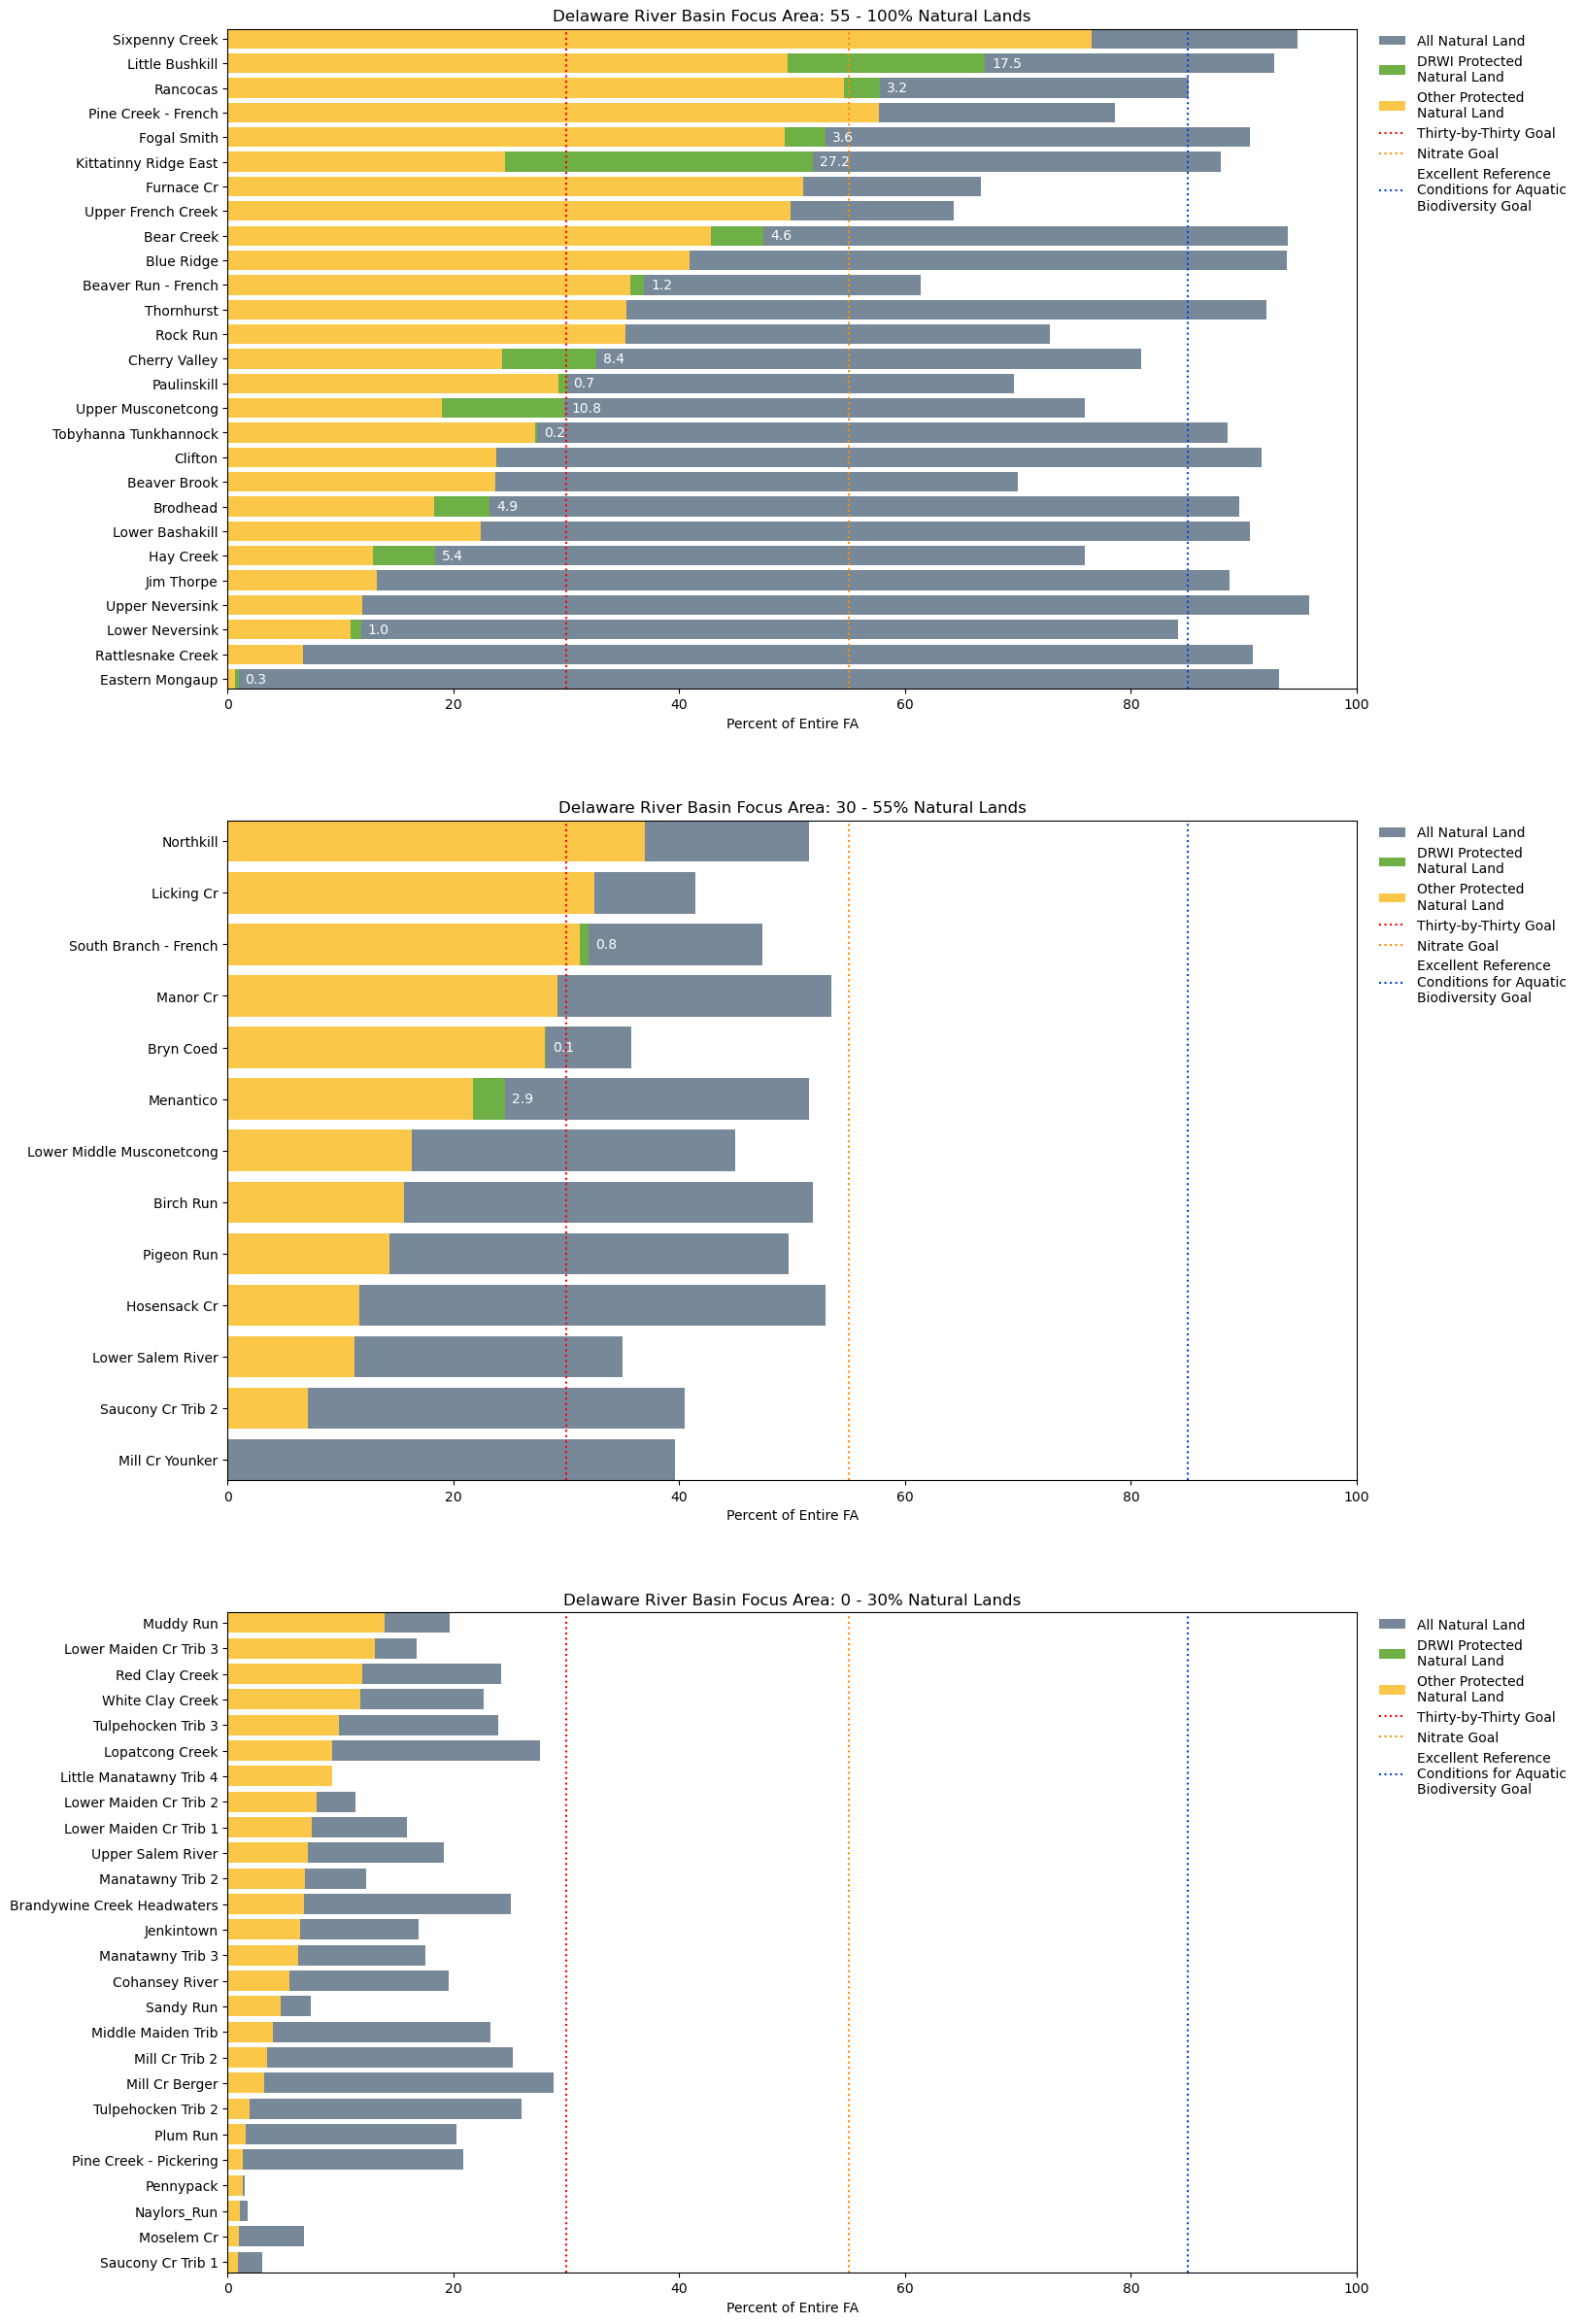 Delaware River Basin Focus Area: 55 - 100% Natural Lands
Sixpenny Creek
Little Bushkill 17.5
Rancocas 3.2
Pine Creek - French
Fogal Smith 3.6
Kittatinny Ridge East 27.2
Furnace Cr
Upper French Creek
Bear Creek 4.6
Blue Ridge
Beaver Run - French 1.2
Thornhurst
Rock Run
Cherry Valley 8.4
Paulinskill 0.7
Upper Musconetcong 10.8
Tobyhanna Tunkhannock 0.2
Clifton
Beaver Brook
Brodhead 4.9
Lower Bashakill
Hay Creek 5.4
Jim Thorpe
Upper Neversink
Lower Neversink 1.0
Rattlesnake Creek
Eastern Mongaup 0.3
0 20 40 60 80 100
Percent of Entire FA
All Natural Land
DRWI Protected
Natural Land
Other Protected
Natural Land
Thirty-by-Thirty Goal
Nitrate Goal
Excellent Reference
Conditions for Aquatic
Biodiversity Goal
Delaware River Basin Focus Area: 30 - 55% Natural Lands
Northkill
Licking Cr
South Branch - French 0.8
Manor Cr
Bryn Coed 0.1
Menantico 2.9
Lower Middle Musconetcong
Birch Run
Pigeon Run
Hosensack Cr
Lower Salem River
Saucony Cr Trib 2
Mill Cr Younker
0 20 40 60 80 100
Percent of Entire FA
All Natural Land
DRWI Protected
Natural Land
Other Protected
Natural Land
Thirty-by-Thirty Goal
Nitrate Goal
Excellent Reference
Conditions for Aquatic
Biodiversity Goal
Delaware River Basin Focus Area: 0 - 30% Natural Lands
Muddy Run
Lower Maiden Cr Trib 3
Red Clay Creek
White Clay Creek
Tulpehocken Trib 3
Lopatcong Creek
Little Manatawny Trib 4
Lower Maiden Cr Trib 2
Lower Maiden Cr Trib 1
Upper Salem River
Manatawny Trib 2
Brandywine Creek Headwaters
Jenkintown
Manatawny Trib 3
Cohansey River
Sandy Run
Middle Maiden Trib
Mill Cr Trib 2
Mill Cr Berger
Tulpehocken Trib 2
Plum Run
Pine Creek - Pickering
Pennypack
Naylors_Run
Moselem Cr
Saucony Cr Trib 1
0 20 40 60 80 100
Percent of Entire FA
All Natural Land
DRWI Protected
Natural Land
Other Protected
Natural Land
Thirty-by-Thirty Goal
Nitrate Goal
Excellent Reference
Conditions for Aquatic
Biodiversity Goal